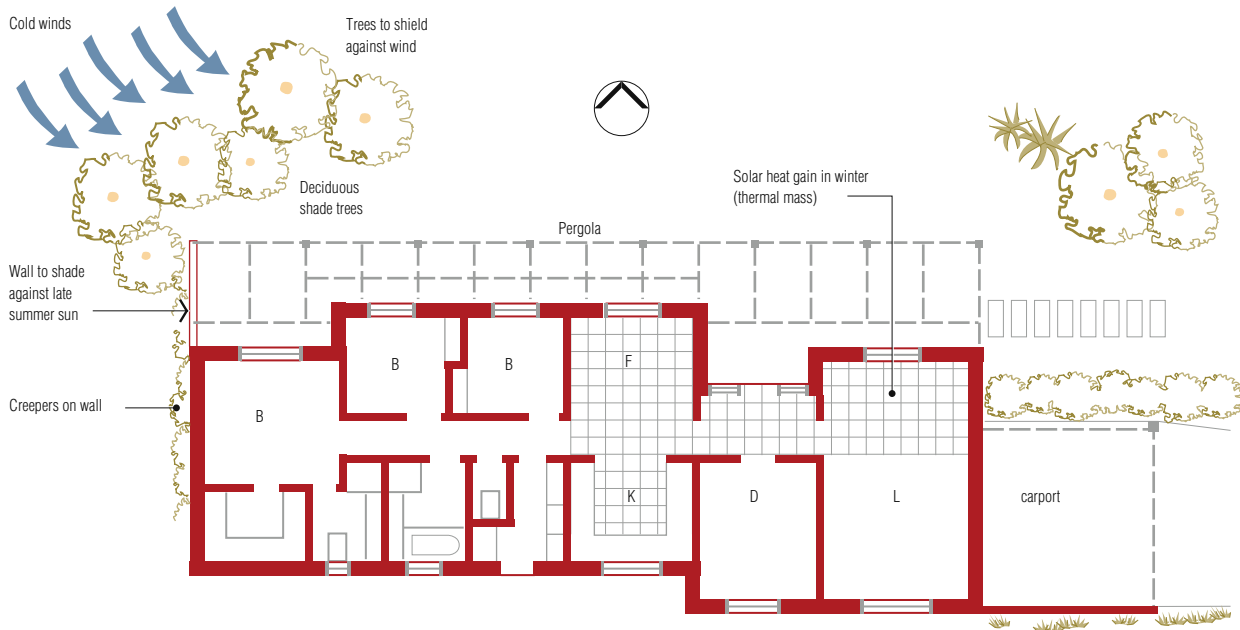 Cold winds
Trees to shield
against wind
Deciduous
shade trees
Solar heat gain in winter
(thermal mass)
Pergola
Wall to shade
against late
summer sun
Creepers on wall
B
B
B
F
K
D
L
carport